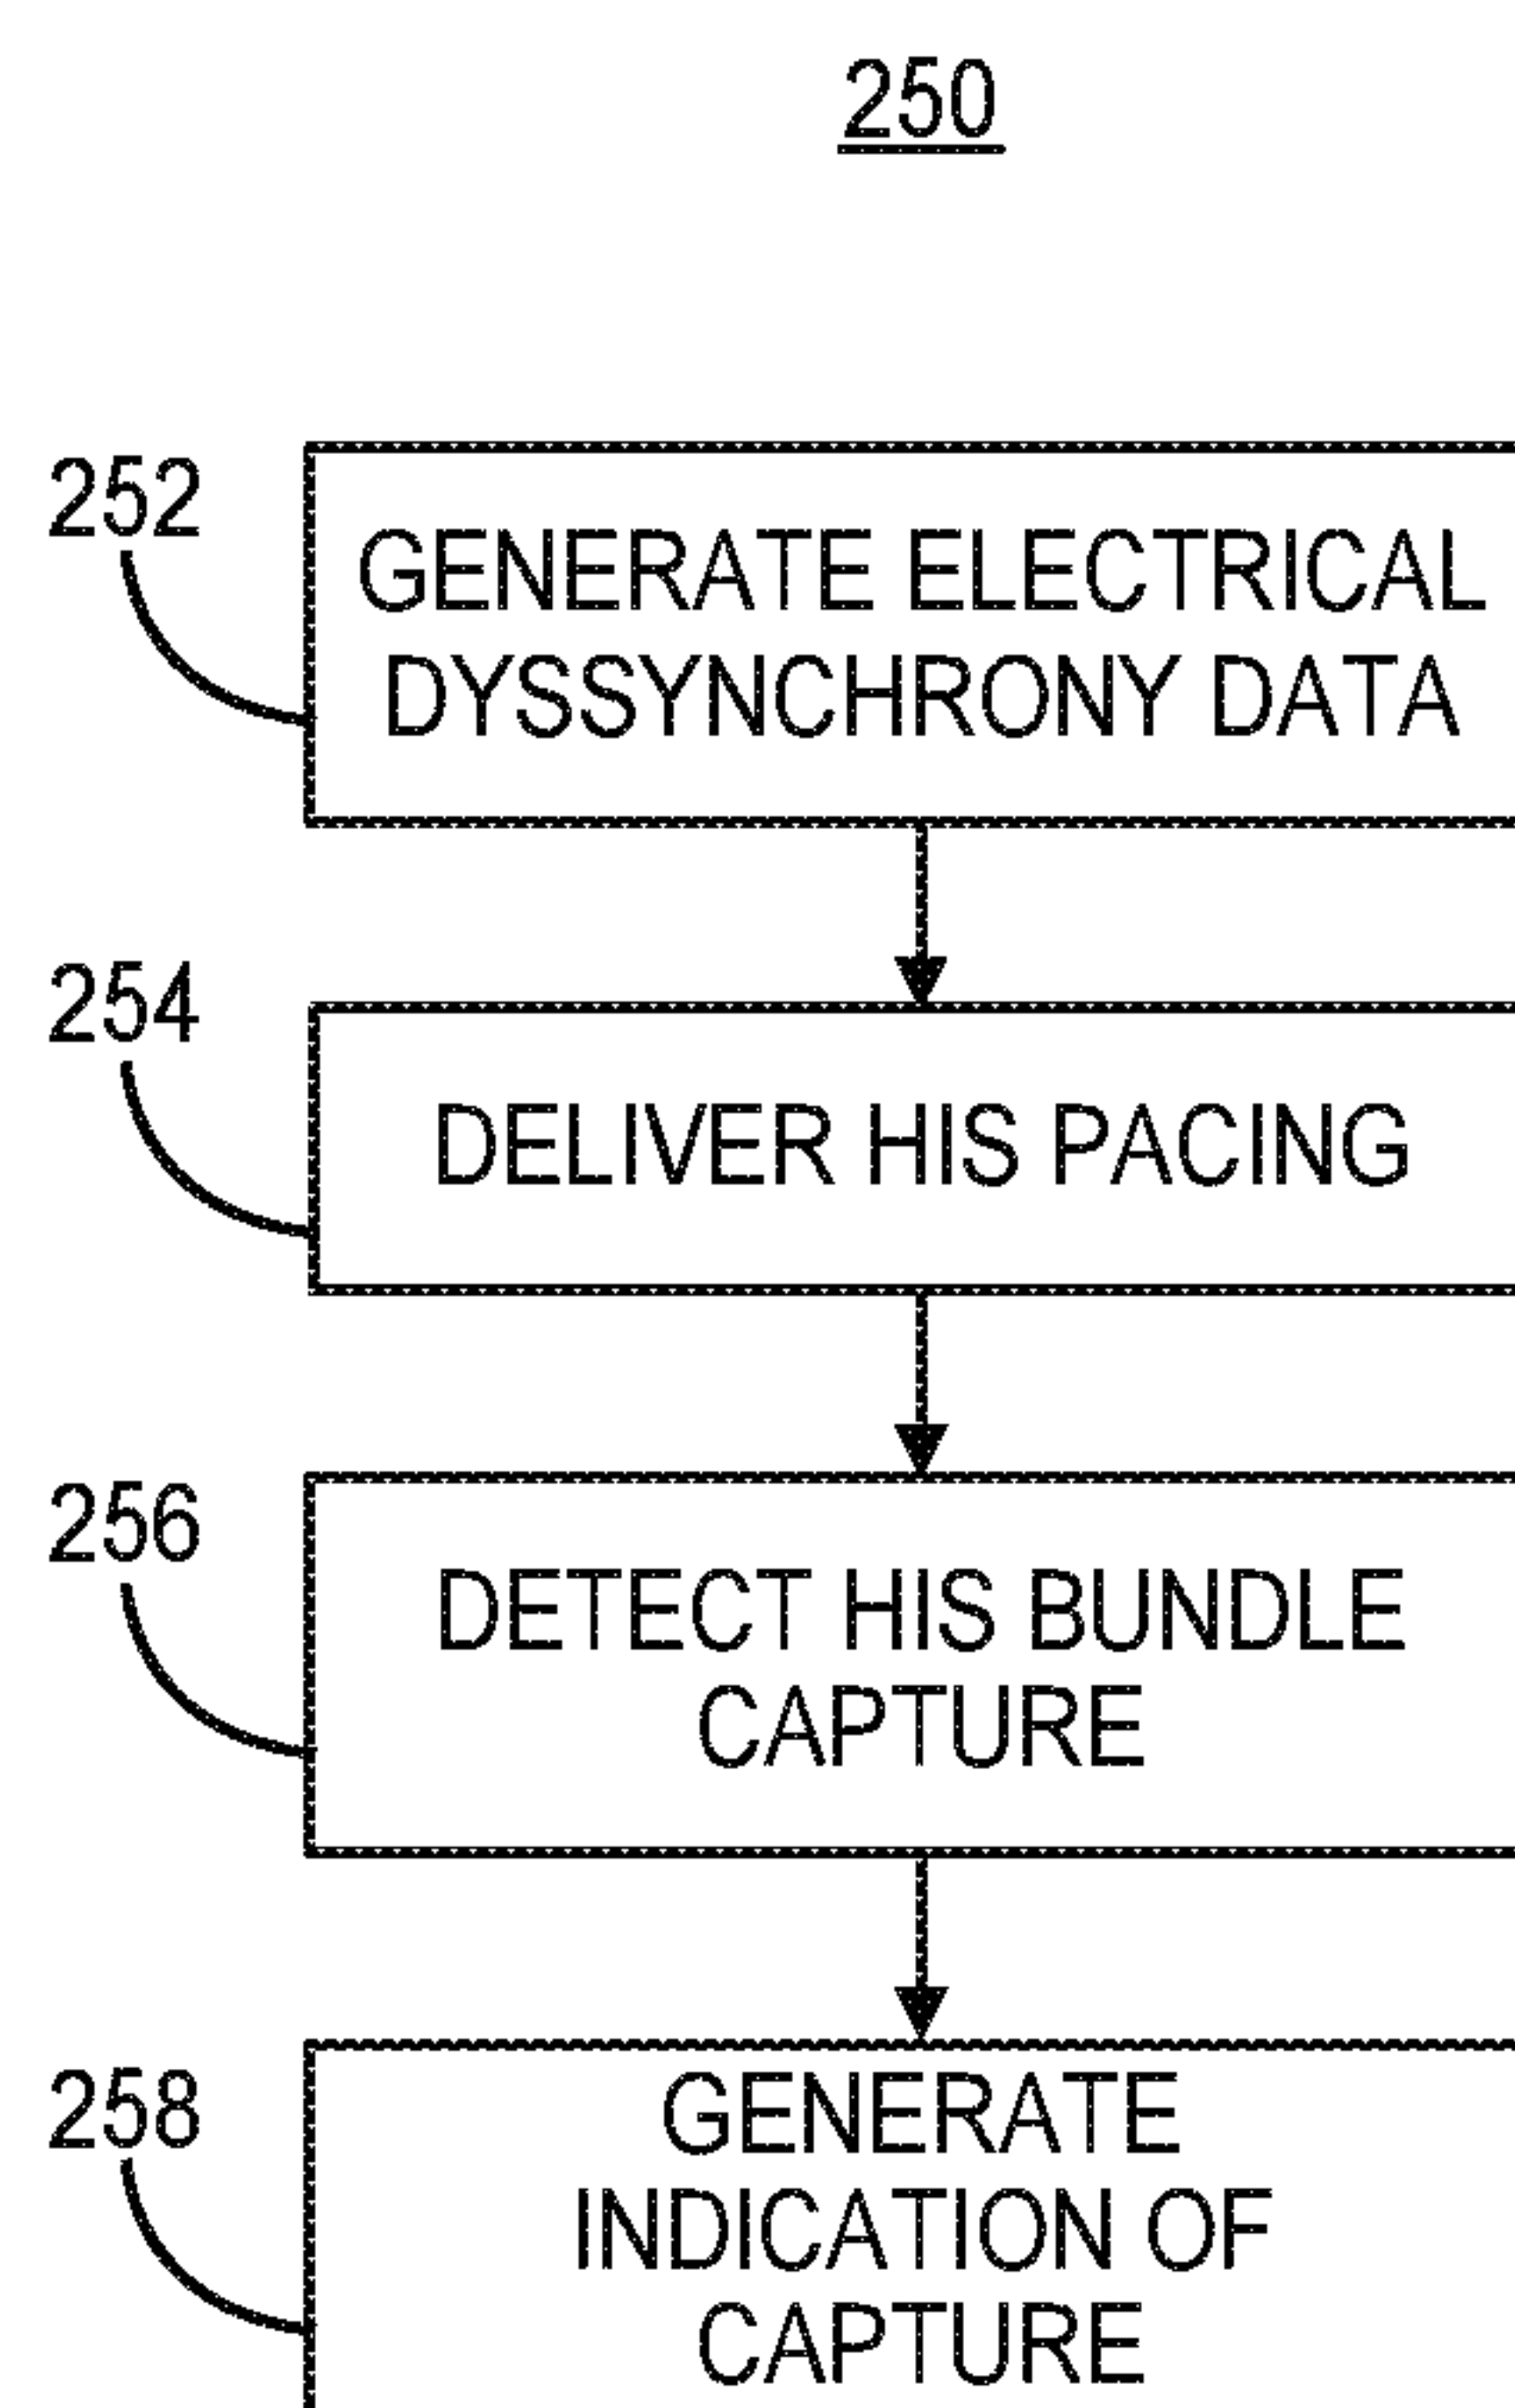 250
252
GENERATE ELECTRICAL
DYSSYNCHRONY DATA
254
DELIVER HIS PACING
256
DETECT HIS BUNDLE
CAPTURE
258
GENERATE
INDICATION OF
CAPTURE